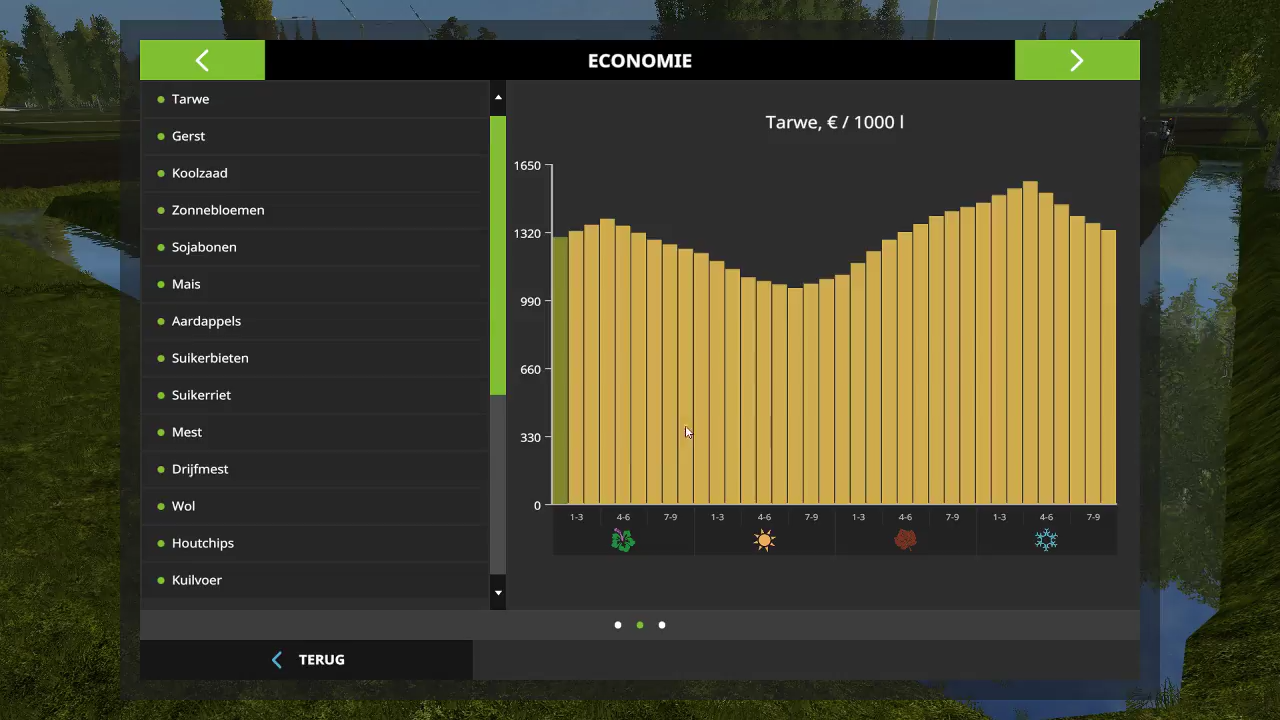 ECONOMIE
Tarwe
Gerst
Koolzaad
Zonnebloemen
Sojabonen
Mais
Aardappels
Suikerbieten
Suikerriet
Mest
Drijfmest
Wol
Houtchips
Kuilvoer
Tarwe, € / 1000 l
1650
1320
990
660
330
0
1-3 4-6 7-9 1-3 4-6 7-9 1-3 4-6 7-9 1-3 4-6 7-9
TERUG